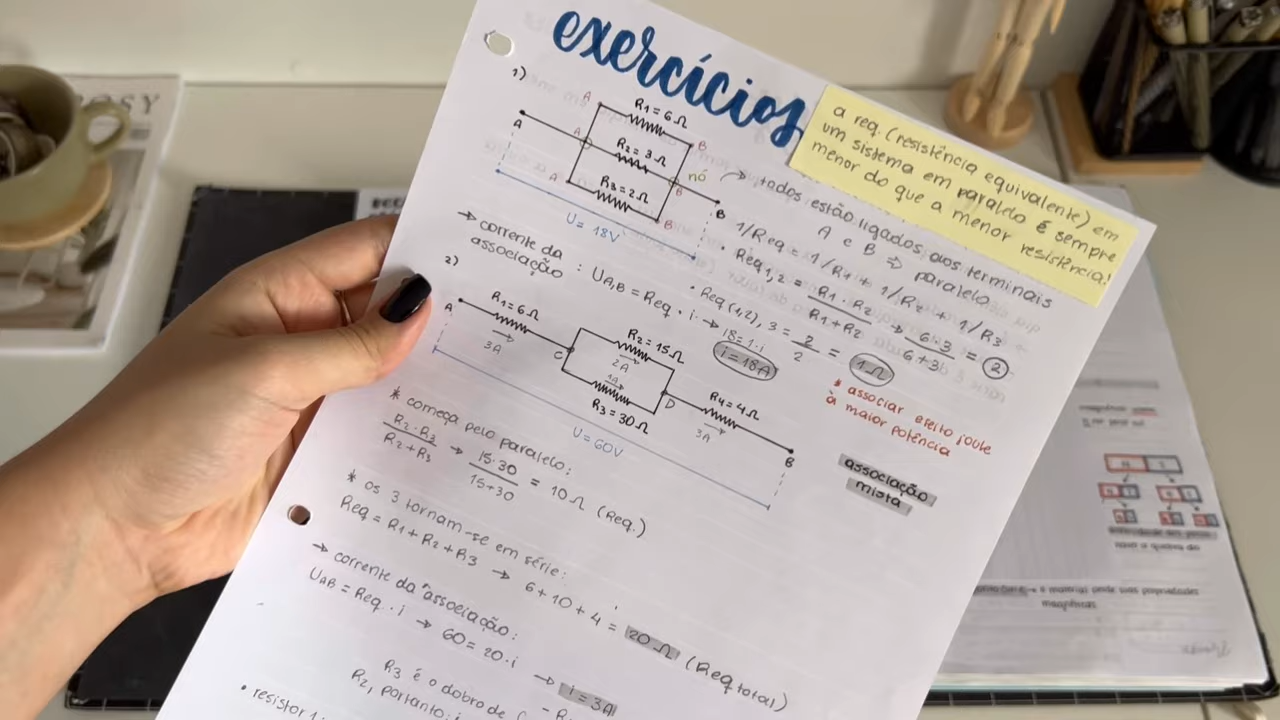 exercícios
a req. (resistência equivalente) em
um sistema em paralelo é sempre
menor do que a menor resistência!
1)
A
A
A
A
R1 = 6Ω
R2 = 3Ω
R3 = 2Ω
B
B
B
B
nó
U = 18V
→ todos estão ligados aos terminais
A e B ⇒ paralelo
1/Req = 1/R1 + 1/R2 + 1/R3
• Req1,2 = R1 · R2 / R1 + R2 → 6 · 3 / 6 + 3 = 2
• Req(1,2), 3 = 2/2 = 1Ω
→ corrente da
associação : UA,B = Req · i → 18 = 1 · i
i = 18A
* associar efeito joule
à maior potência
2)
A
R1 = 6Ω
3A
C
R2 = 15Ω
2A
1A
R3 = 30Ω
D
R4 = 4Ω
3A
B
U = 60V
associação
mista
* começa pelo paralelo:
R2 · R3 / R2 + R3 → 15 · 30 / 15 + 30 = 10Ω (Req.)
* os 3 tornam-se em série:
Req = R1 + R2 + R3 → 6 + 10 + 4 = 20Ω (Req total)
→ corrente da associação:
UAB = Req · i → 60 = 20 · i → i = 3A
R3 é o dobro de
R2, portanto:
• resistor 1